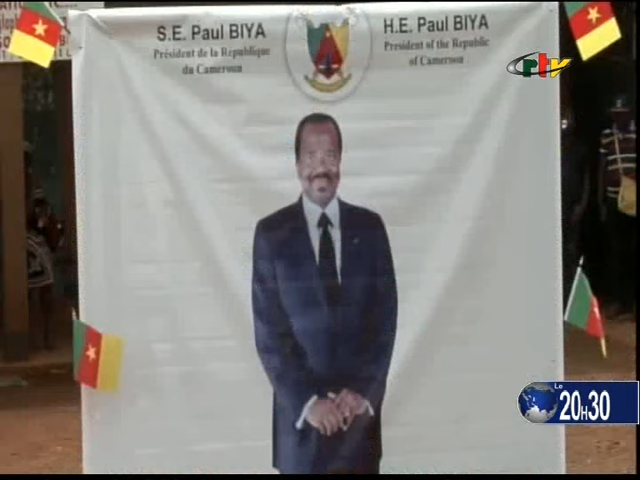 S.E. Paul BIYA
Président de la République
du Cameroun
H.E. Paul BIYA
President of the Republic
of Cameroon
crtv
Le
20H30